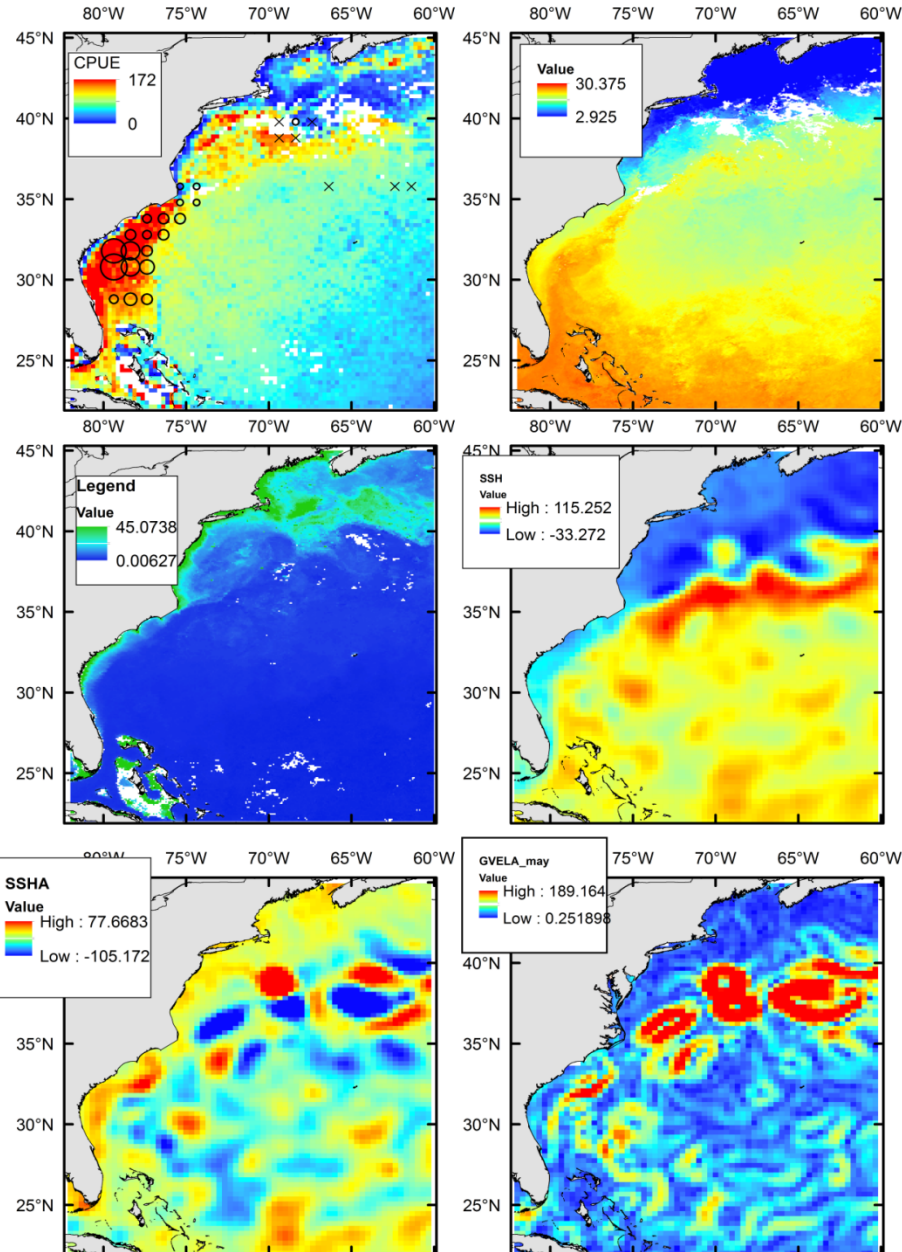 80°W 75°W 70°W 65°W 60°W
45°N
CPUE
172
0
40°N
35°N
30°N
25°N
80°W 75°W 70°W 65°W 60°W
45°N
Value
30.375
2.925
40°N
35°N
30°N
25°N
80°W 75°W 70°W 65°W 60°W
45°N
Legend
Value
45.0738
0.00627
40°N
35°N
30°N
25°N
80°W 75°W 70°W 65°W 60°W
45°N
SSH
Value
High : 115.252
Low : -33.272
40°N
35°N
30°N
25°N
80°W 75°W 70°W 65°W 60°W
SSHA
Value
High : 77.6683
Low : -105.172
35°N
30°N
25°N
75°W 70°W 65°W 60°W
GVELA_may
Value
High : 189.164
Low : 0.251898
40°N
35°N
30°N
25°N